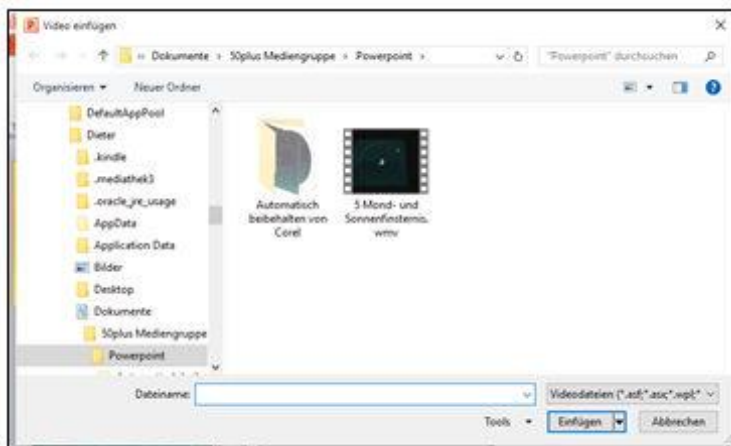 Video einfügen
« Dokumente › 50plus Mediengruppe › Powerpoint ›
"Powerpoint" durchsuchen
Organisieren
Neuer Ordner
DefaultAppPool
Dieter
.kindle
.mediathek3
.oracle_jre_usage
AppData
Application Data
Bilder
Desktop
Dokumente
50plus Mediengruppe
Powerpoint
Automatisch
beibehalten von
Corel
5 Mond- und
Sonnenfinsternis.
wmv
Dateiname:
Videodateien (*.asf;*.asx;*.wpl;*
Tools
Einfügen
Abbrechen